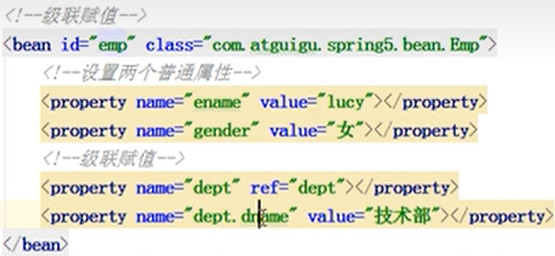 <!--级联赋值-->
<bean id="emp" class="com.atguigu.spring5.bean.Emp">
<!--设置两个普通属性-->
<property name="ename" value="lucy"></property>
<property name="gender" value="女"></property>
<!--级联赋值-->
<property name="dept" ref="dept"></property>
<property name="dept.dname" value="技术部"></property>
</bean>